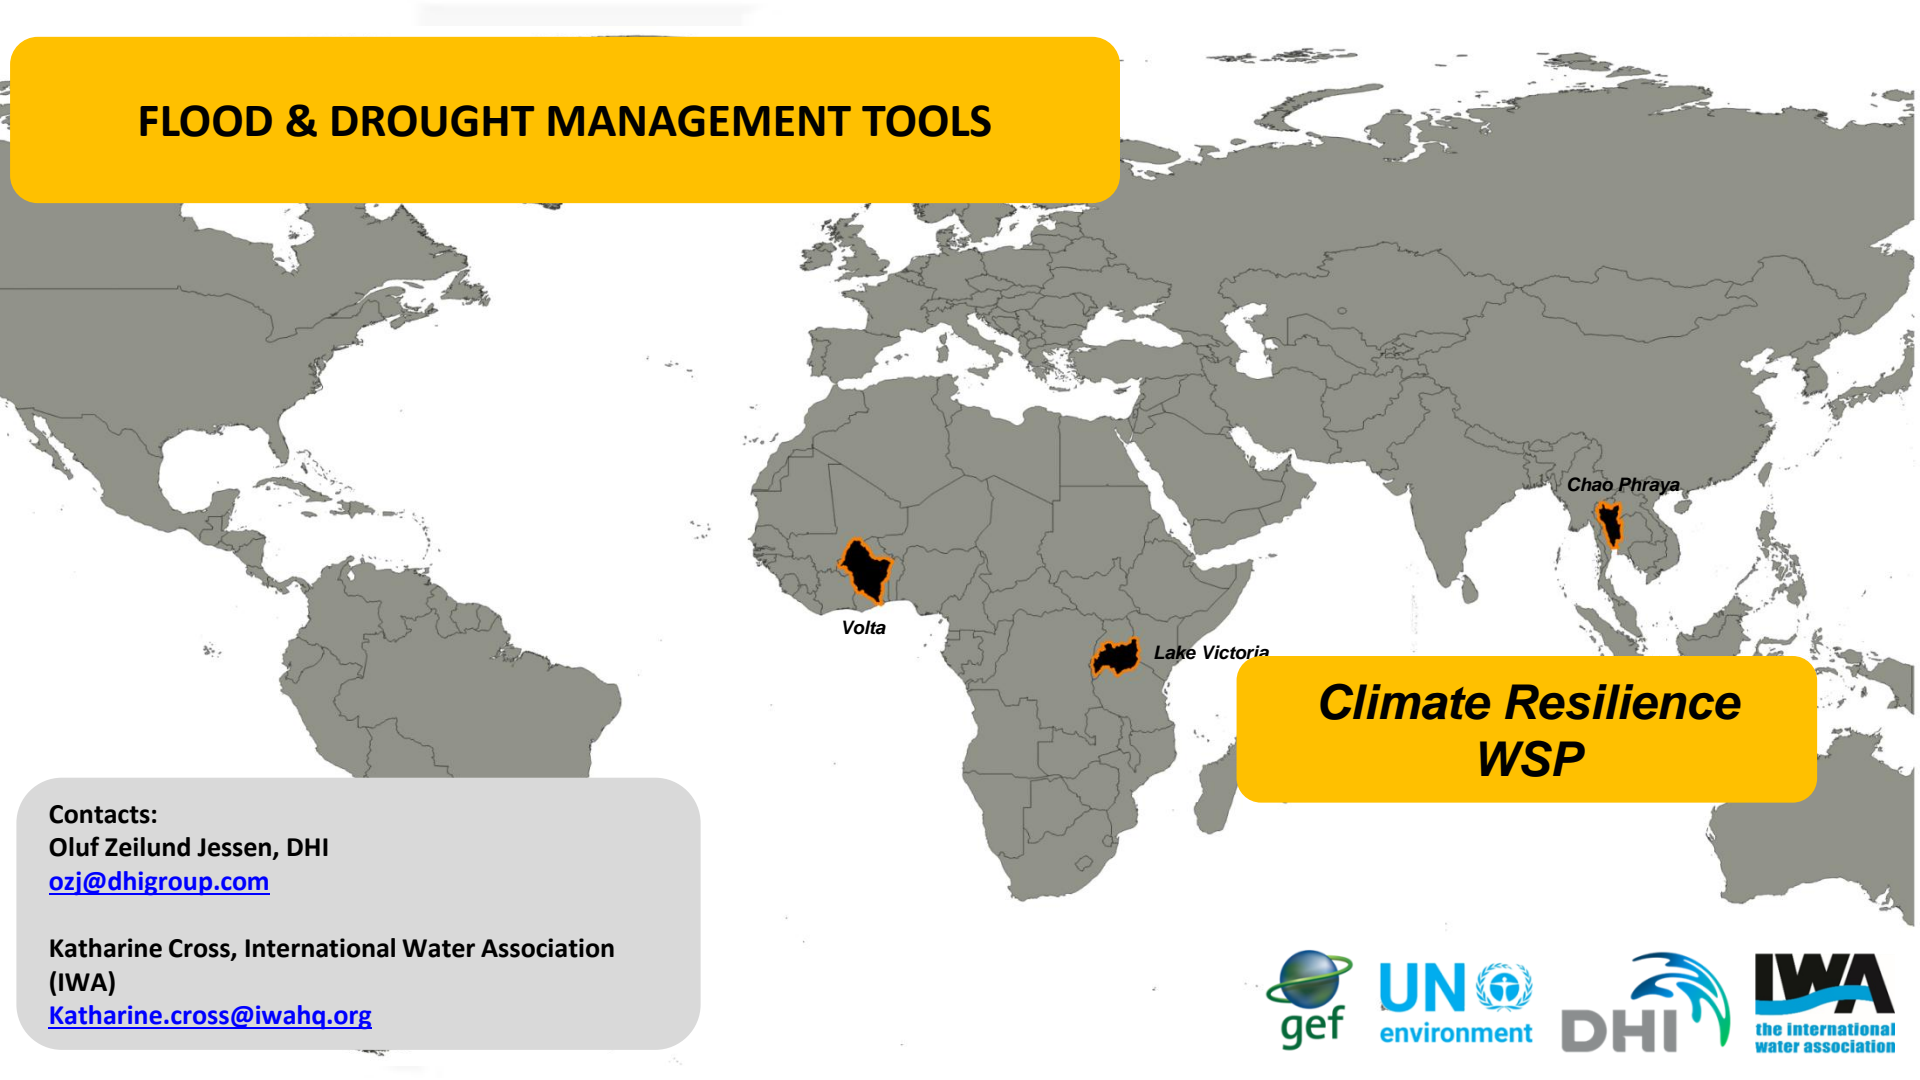 FLOOD & DROUGHT MANAGEMENT TOOLS
Chao Phraya
Volta
Lake Victoria
Climate Resilience
WSP
Contacts:
Oluf Zeilund Jessen, DHI
ozj@dhigroup.com
Katharine Cross, International Water Association
(IWA)
Katharine.cross@iwahq.org
gef
UN
environment
DHI
IWA
the international
water association